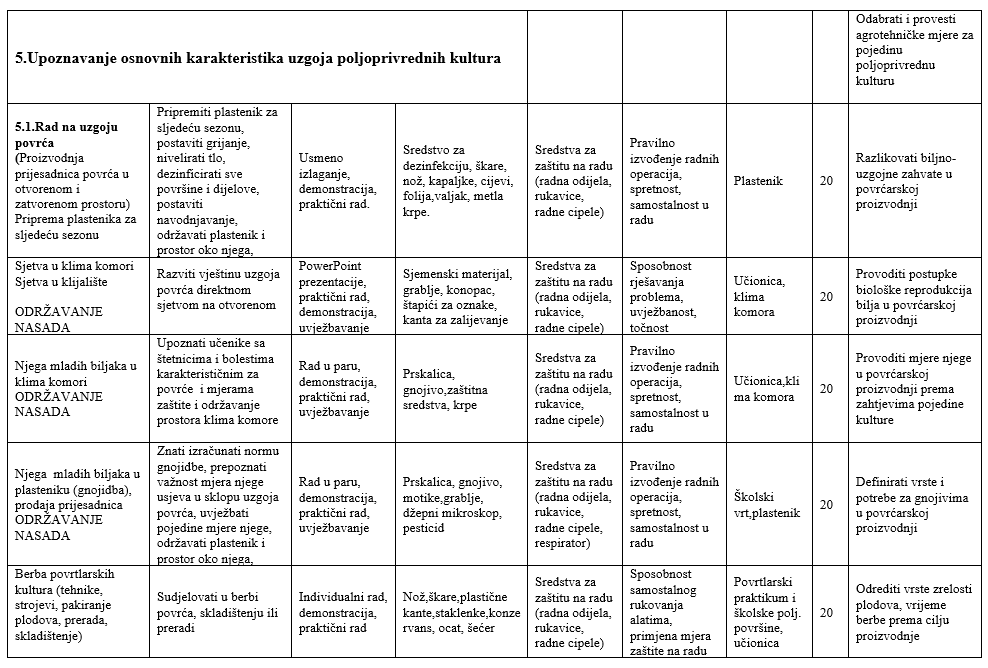 5.Upoznavanje osnovnih karakteristika uzgoja poljoprivrednih kultura
Odabrati i provesti
agrotehničke mjere za
pojedinu
poljoprivrednu
kulturu
5.1.Rad na uzgoju
povrća
(Proizvodnja
prijesadnica povrća u
otvorenom i
zatvorenom prostoru)
Priprema plastenika za
sljedeću sezonu
Pripremiti plastenik za
sljedeću sezonu,
postaviti grijanje,
nivelirati tlo,
dezinficirati sve
površine i dijelove,
postaviti
navodnjavanje,
održavati plastenik i
prostor oko njega,
Usmeno
izlaganje,
demonstracija,
praktični rad.
Sredstvo za
dezinfekciju, škare,
nož, kapaljke, cijevi,
folija,valjak, metla
krpe.
Sredstva za
zaštitu na radu
(radna odijela,
rukavice,
radne cipele)
Pravilno
izvođenje radnih
operacija,
spretnost,
samostalnost u
radu
Plastenik
20
Razlikovati biljno-
uzgojne zahvate u
povrćarskoj
proizvodnji
Sjetva u klima komori
Sjetva u klijalište
ODRŽAVANJE
NASADA
Razviti vještinu uzgoja
povrća direktnom
sjetvom na otvorenom
PowerPoint
prezentacije,
praktični rad,
demonstracija,
uvježbavanje
Sjemenski materijal,
grablje, konopac,
štapići za oznake,
kanta za zalijevanje
Sredstva za
zaštitu na radu
(radna odijela,
rukavice,
radne cipele)
Sposobnost
rješavanja
problema,
uvježbanost,
točnost
Učionica,
klima
komora
20
Provoditi postupke
biološke reprodukcija
bilja u povrćarskoj
proizvodnji
Njega mladih biljaka u
klima komori
ODRŽAVANJE
NASADA
Upoznati učenike sa
štetnicima i bolestima
karakterističnim za
povrće  i mjerama
zaštite i održavanje
prostora klima komore
Rad u paru,
demonstracija,
praktični rad,
uvježbavanje
Prskalica,
gnojivo,zaštitna
sredstva, krpe
Sredstva za
zaštitu na radu
(radna odijela,
rukavice,
radne cipele)
Pravilno
izvođenje radnih
operacija,
spretnost,
samostalnost u
radu
Učionica,kli
ma komora
20
Provoditi mjere njege
u povrćarskoj
proizvodnji prema
zahtjevima pojedine
kulture
Njega  mladih biljaka u
plasteniku (gnojidba),
prodaja prijesadnica
ODRŽAVANJE
NASADA
Znati izračunati normu
gnojidbe, prepoznati
važnost mjera njege
usjeva u sklopu uzgoja
povrća, uvježbati
pojedine mjere njege,
održavati plastenik i
prostor oko njega,
Rad u paru,
demonstracija,
praktični rad,
uvježbavanje
Prskalica, gnojivo,
motike,grablje,
džepni mikroskop,
pesticid
Sredstva za
zaštitu na radu
(radna odijela,
rukavice,
radne cipele,
respirator)
Pravilno
izvođenje radnih
operacija,
spretnost,
samostalnost u
radu
Školski
vrt,plastenik
20
Definirati vrste i
potrebe za gnojivima
u povrćarskoj
proizvodnji
Berba povrtlarskih
kultura (tehnike,
strojevi, pakiranje
plodova, prerada,
skladištenje)
Sudjelovati u berbi
povrća, skladištenju ili
preradi
Individualni rad,
demonstracija,
praktični rad
Nož,škare,plastične
kante,staklenke,konze
rvans, ocat, šećer
Sredstva za
zaštitu na radu
(radna odijela,
rukavice,
radne cipele)
Sposobnost
samostalnog
rukovanja
alatima,
primjena mjera
zaštite na radu
Povrtlarski
praktikum i
školske polj.
površine,
učionica
20
Odrediti vrste zrelosti
plodova, vrijeme
berbe prema cilju
proizvodnje